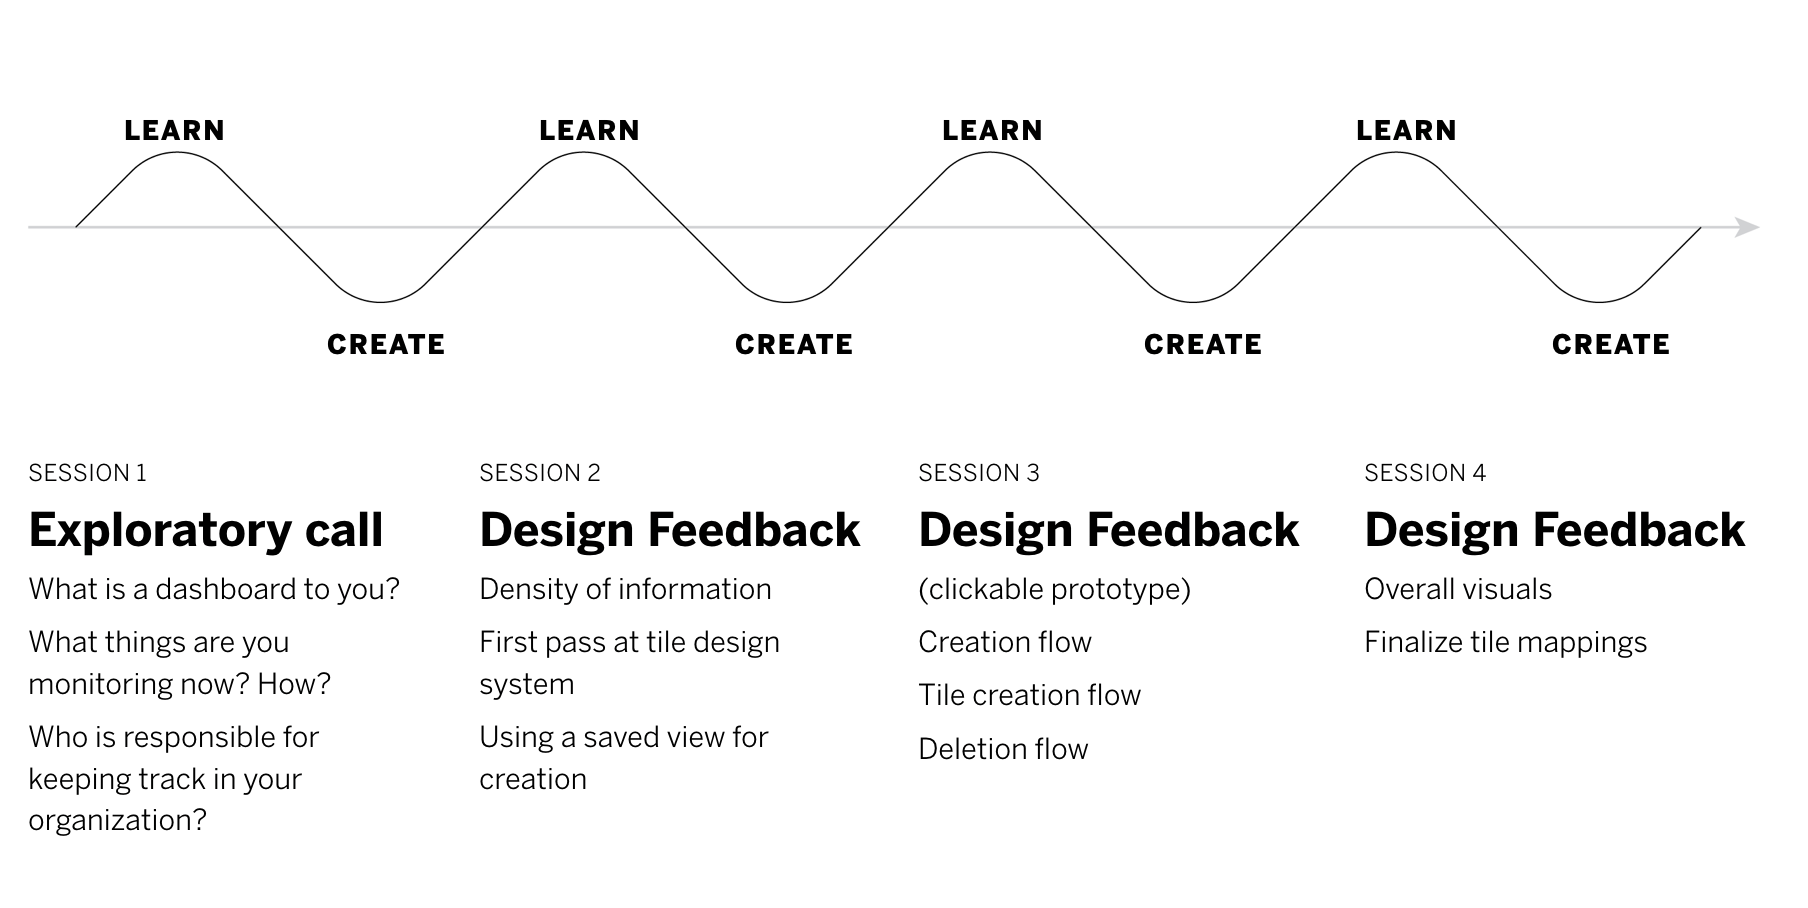 LEARN
LEARN
LEARN
LEARN
CREATE
CREATE
CREATE
CREATE
SESSION 1
Exploratory call
What is a dashboard to you?
What things are you
monitoring now? How?
Who is responsible for
keeping track in your
organization?
SESSION 2
Design Feedback
Density of information
First pass at tile design
system
Using a saved view for
creation
SESSION 3
Design Feedback
(clickable prototype)
Creation flow
Tile creation flow
Deletion flow
SESSION 4
Design Feedback
Overall visuals
Finalize tile mappings